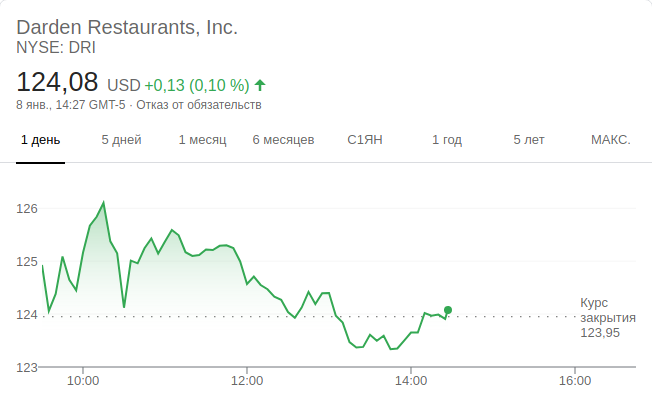 Darden Restaurants, Inc.
NYSE: DRI
124,08 USD +0,13 (0,10 %)
8 янв., 14:27 GMT-5 · Отказ от обязательств
1 день 5 дней 1 месяц 6 месяцев С1ЯН 1 год 5 лет МАКС.
126
125
124
123
Курс
закрытия
123,95
10:00 12:00 14:00 16:00